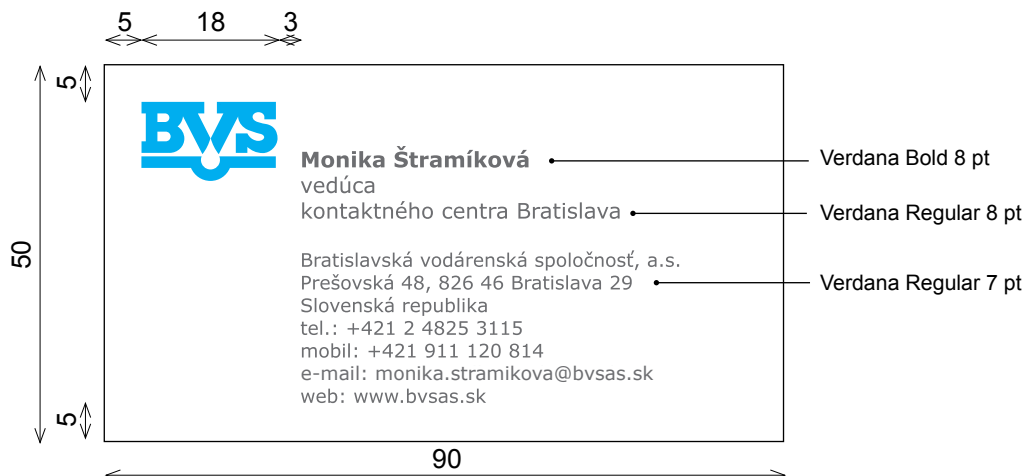 5 18 3
5
BVS
Monika Štramíková
Verdana Bold 8 pt
vedúca
kontaktného centra Bratislava
Verdana Regular 8 pt
50
Bratislavská vodárenská spoločnosť, a.s.
Prešovská 48, 826 46 Bratislava 29
Verdana Regular 7 pt
Slovenská republika
tel.: +421 2 4825 3115
mobil: +421 911 120 814
e-mail: monika.stramikova@bvsas.sk
web: www.bvsas.sk
5
90